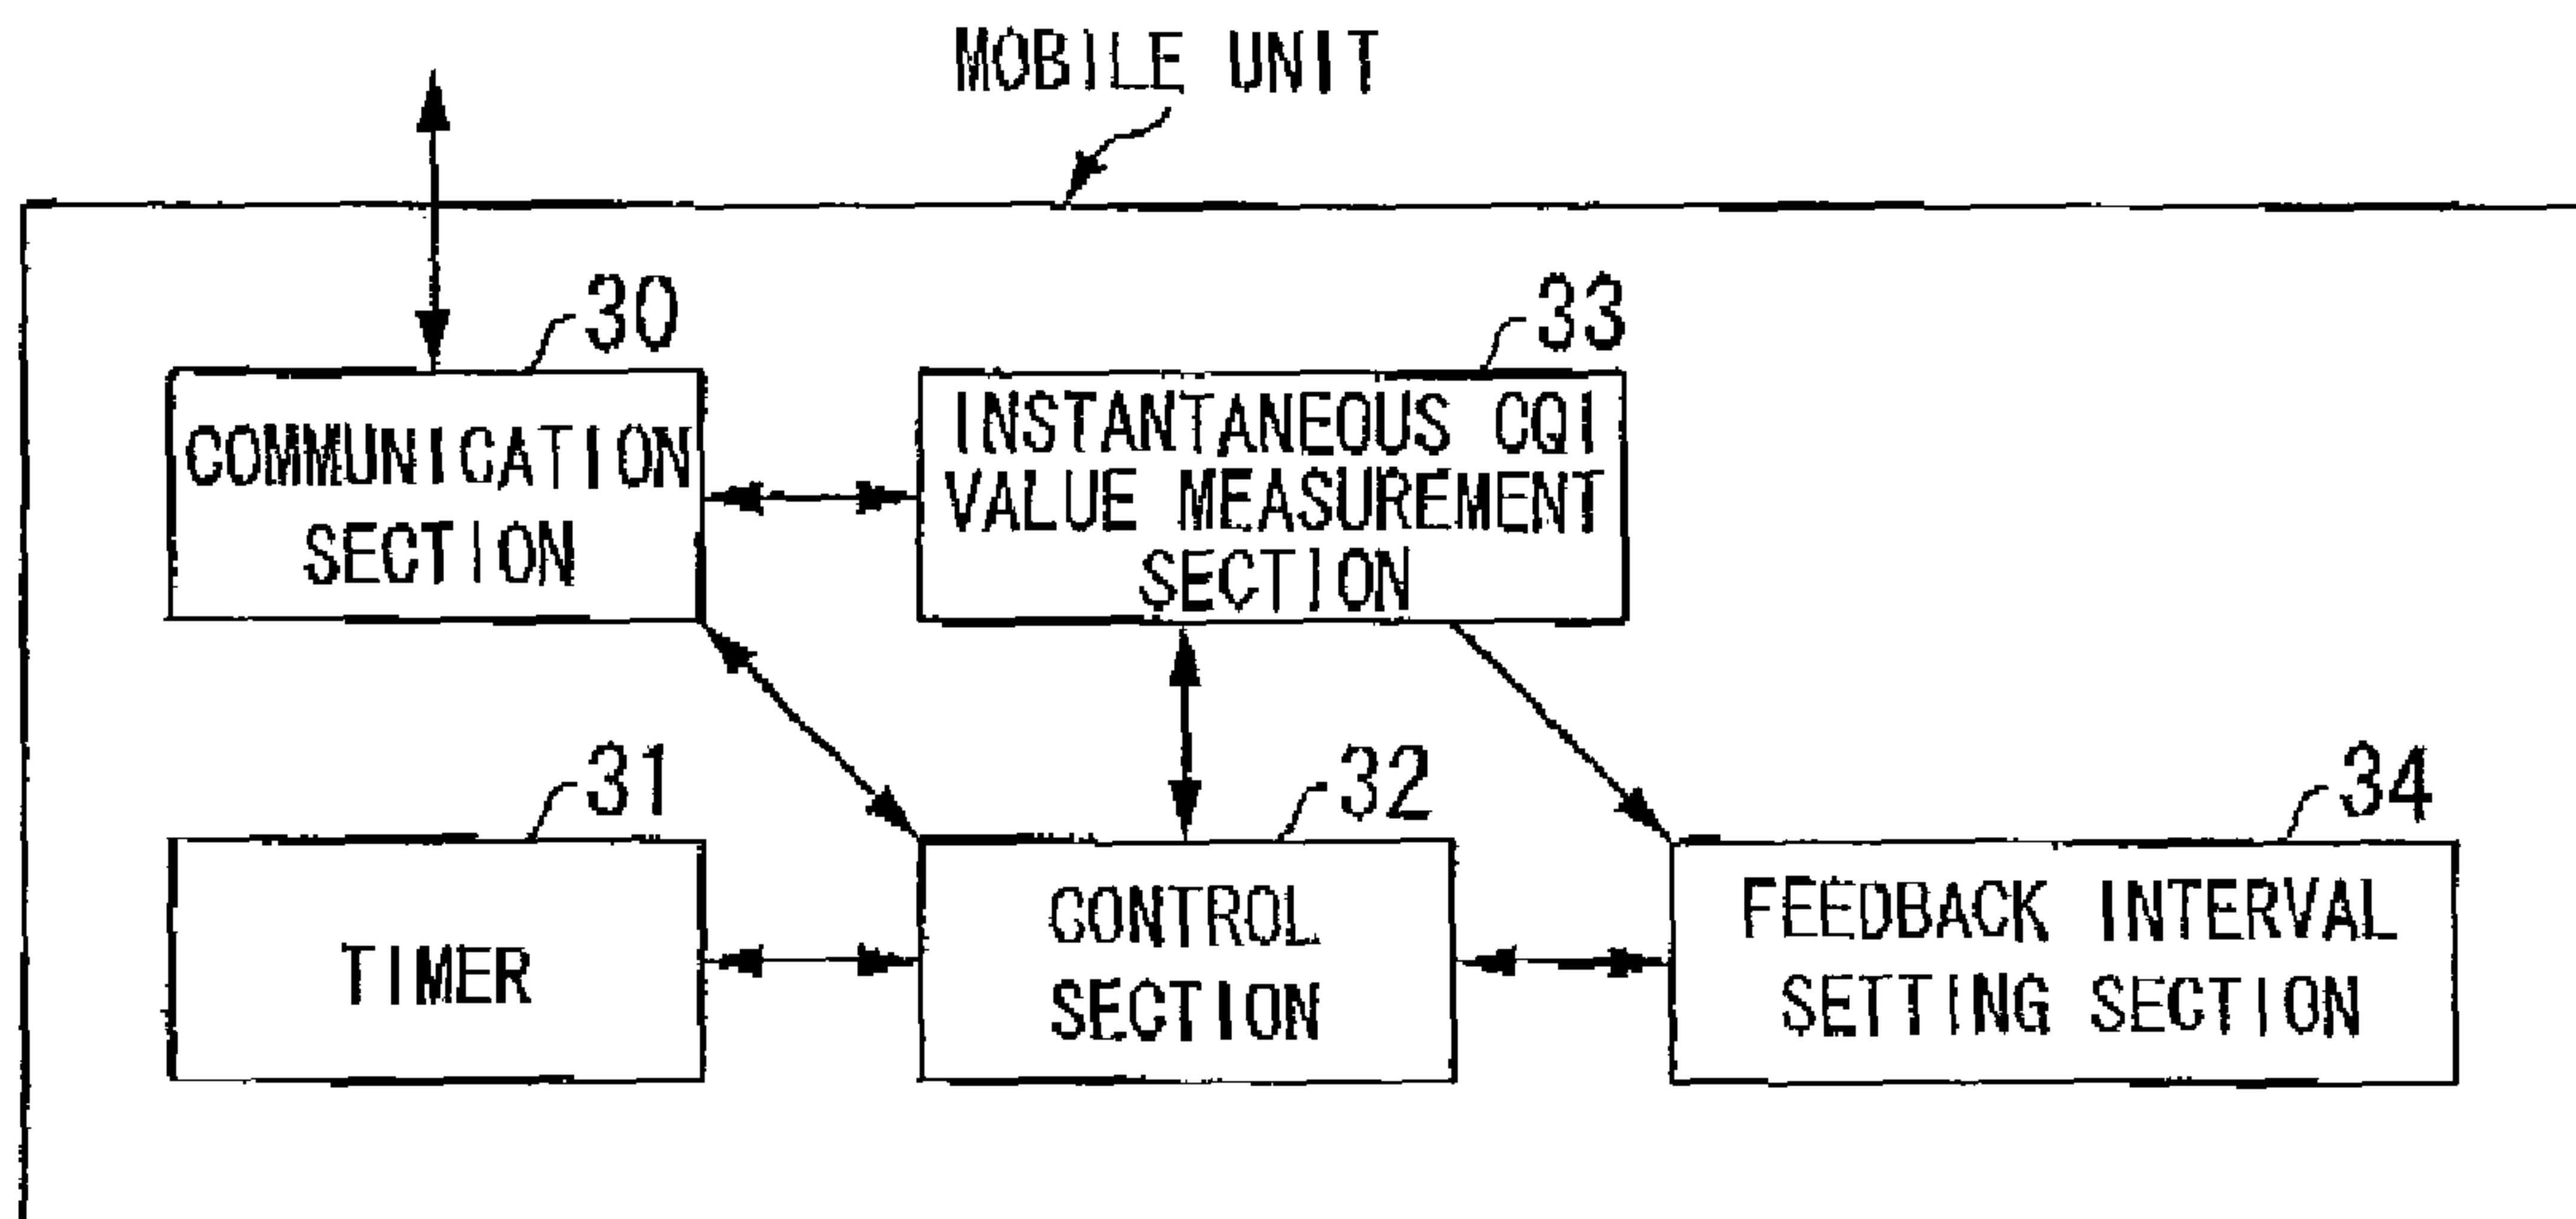 MOBILE UNIT
30
COMMUNICATION
SECTION
33
INSTANTANEOUS CQI
VALUE MEASUREMENT
SECTION
31
TIMER
32
CONTROL
SECTION
34
FEEDBACK INTERVAL
SETTING SECTION